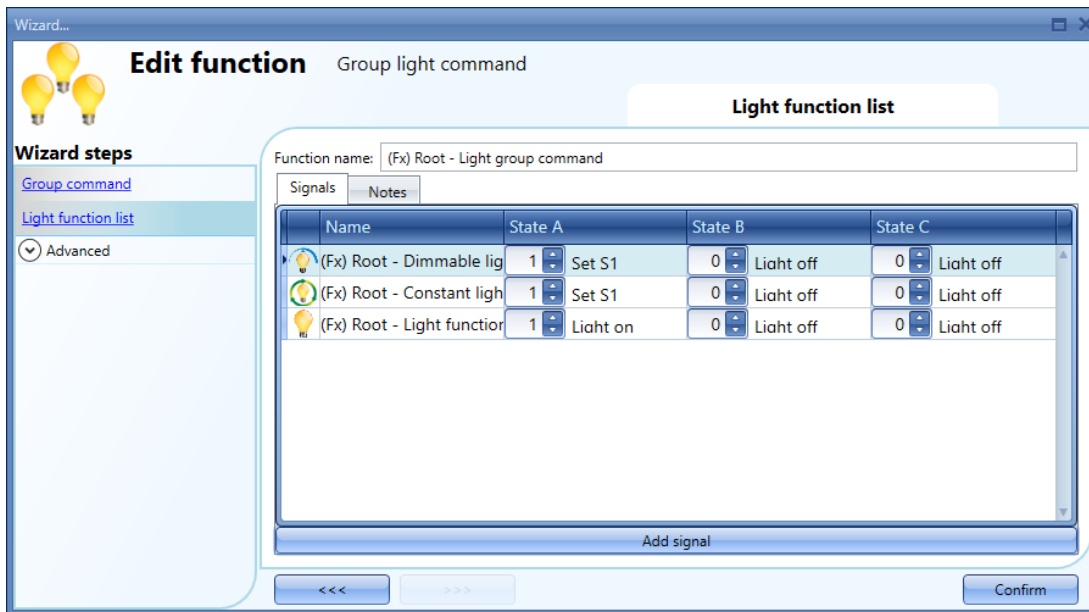 Wizard...
Edit function Group light command
Light function list
Wizard steps
Group command
Light function list
Advanced
Function name: (Fx) Root - Light group command
Signals Notes
Name State A State B State C
(Fx) Root - Dimmable lig 1 Set S1 0 Light off 0 Light off
(Fx) Root - Constant ligh 1 Set S1 0 Light off 0 Light off
(Fx) Root - Light function 1 Light on 0 Light off 0 Light off
Add signal
<<< >>> Confirm